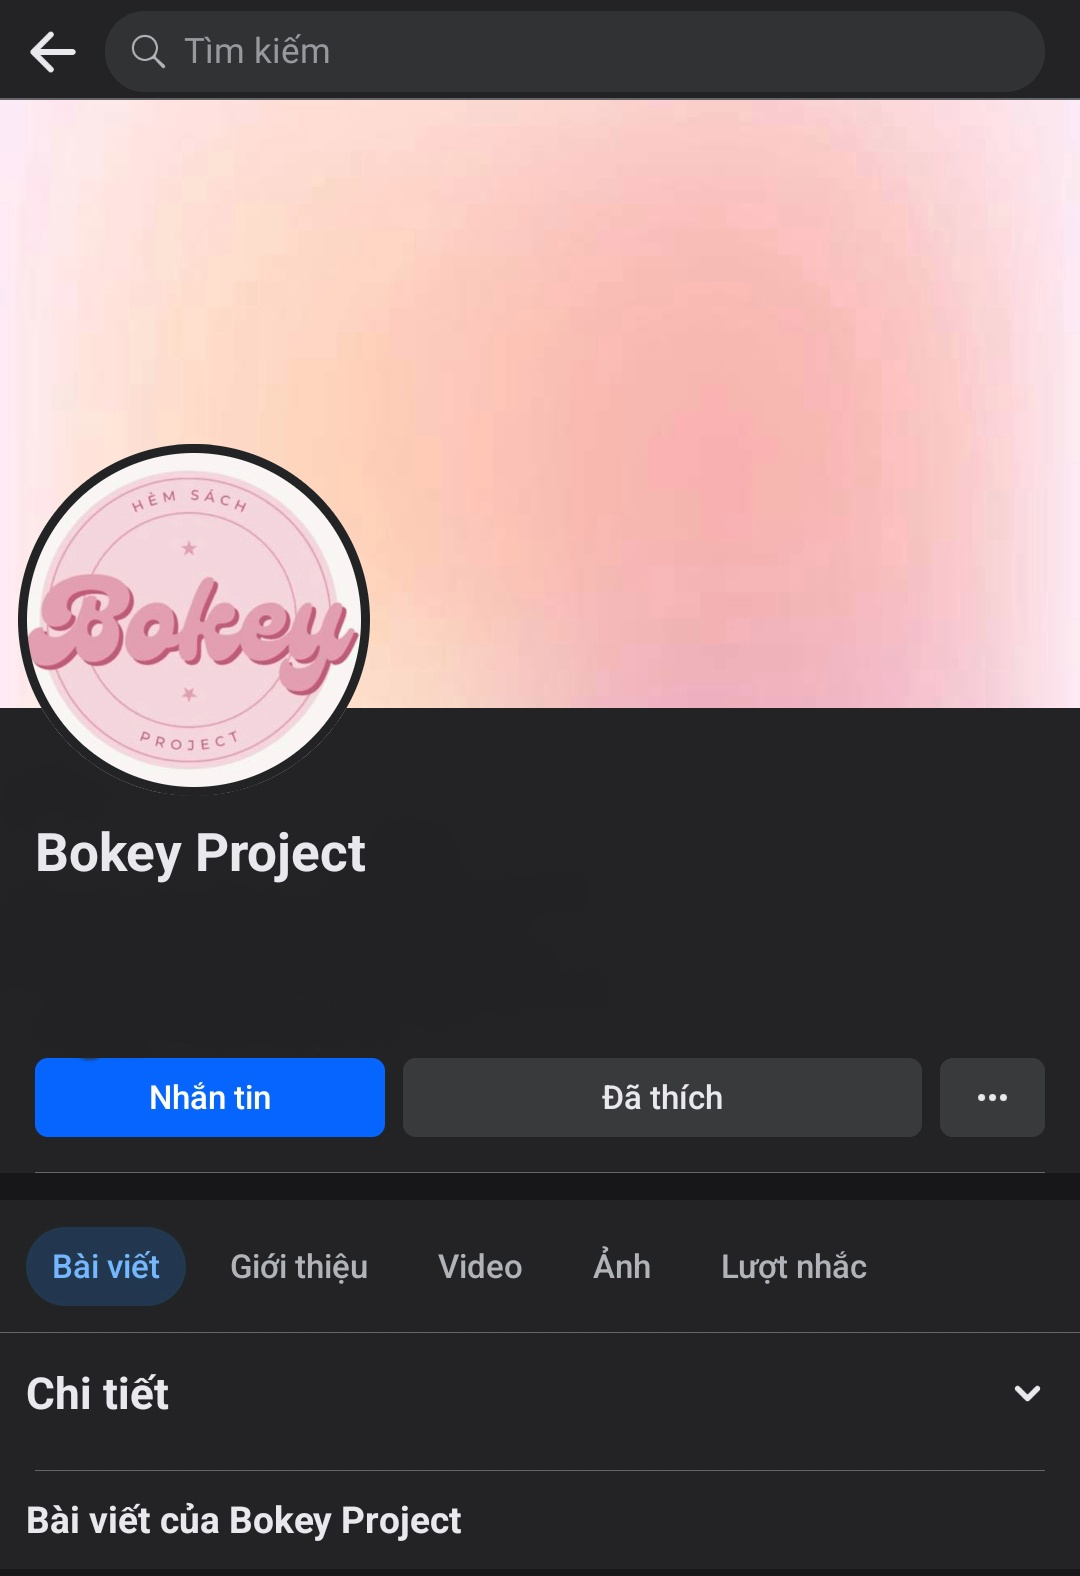 Tìm kiếm
HÈM SÁCH
Bokey
PROJECT
Bokey Project
Nhắn tin
Đã thích
Bài viết
Giới thiệu
Video
Ảnh
Lượt nhắc
Chi tiết
Bài viết của Bokey Project